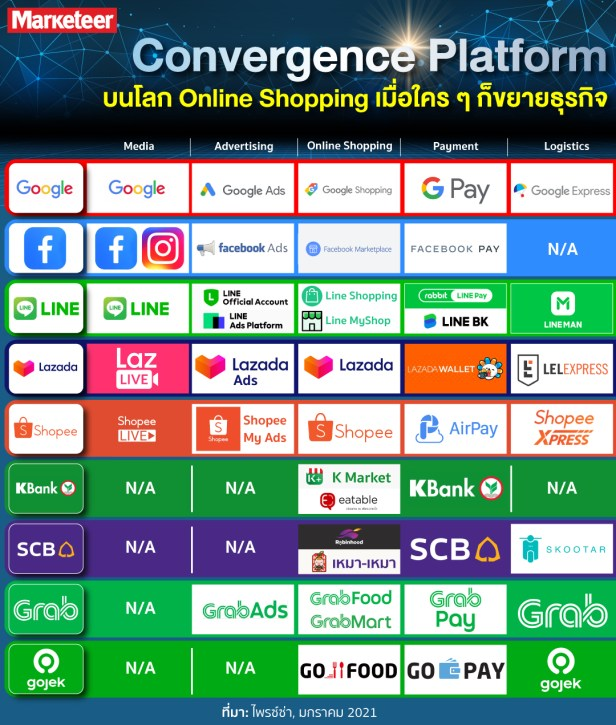 Marketeer
Convergence Platform
บนโลก Online Shopping เมื่อใคร ๆ ก็ขยายธุรกิจ
Media Advertising Online Shopping Payment Logistics
Google Google Google Ads Google Shopping G Pay Google Express
facebook Ads Facebook Marketplace FACEBOOK PAY N/A
LINE LINE LINE LINE Official Account LINE Ads Platform Line Shopping Line MyShop rabbit LINE Pay LINE BK LINE MAN
Lazada Laz LIVE Lazada Ads Lazada LAZADA WALLET LEL EXPRESS
Shopee Shopee LIVE Shopee Shopee My Ads Shopee AirPay Shopee XPRESS
KBank N/A N/A K+ K Market eatable KBank N/A
SCB N/A N/A Robinhood เหมา-เหมา SCB SKOOTAR
Grab N/A GrabAds GrabFood GrabMart Grab Pay Grab
gojek N/A N/A GO FOOD GO PAY gojek
ที่มา: ไพรซ์ซ่า, มกราคม 2021